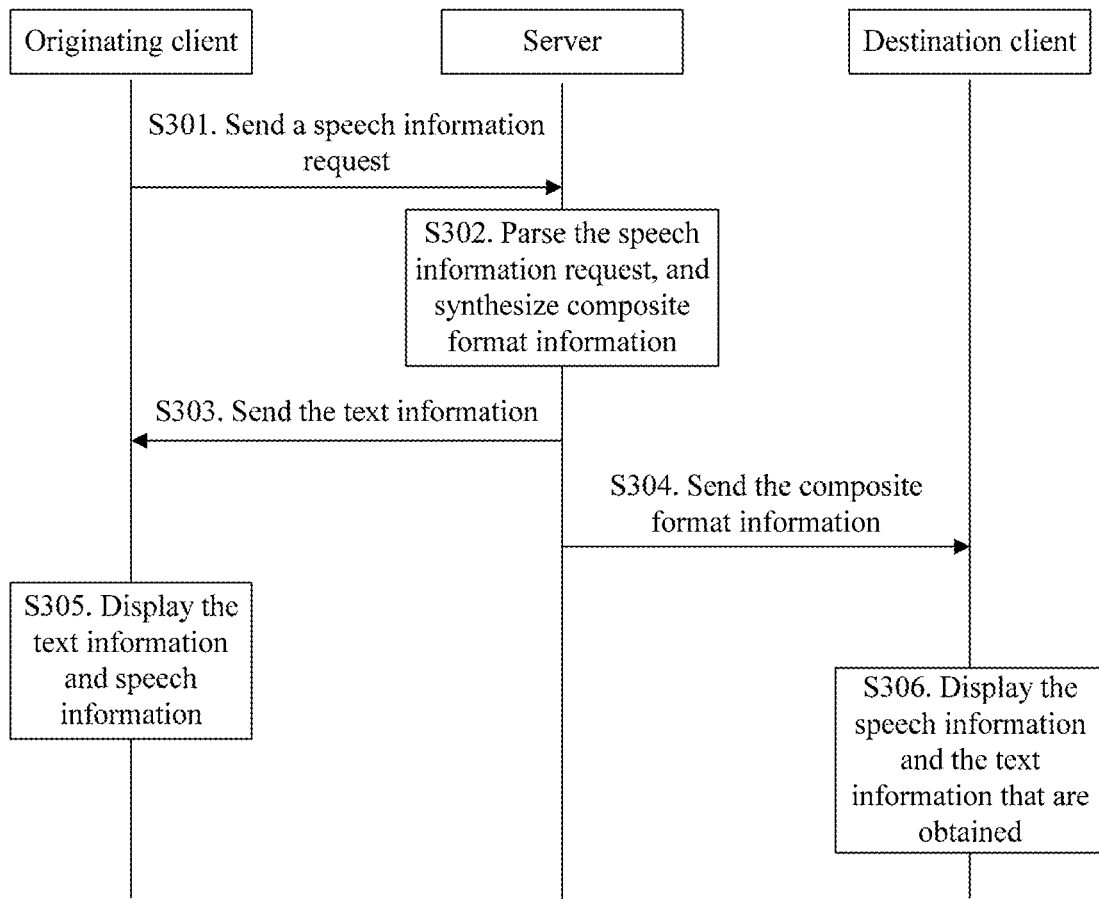 Originating client
Server
Destination client
S301. Send a speech information
request
S302. Parse the speech
information request, and
synthesize composite
format information
S303. Send the text information
S304. Send the composite
format information
S305. Display the
text information
and speech
information
S306. Display the
speech information
and the text
information that are
obtained